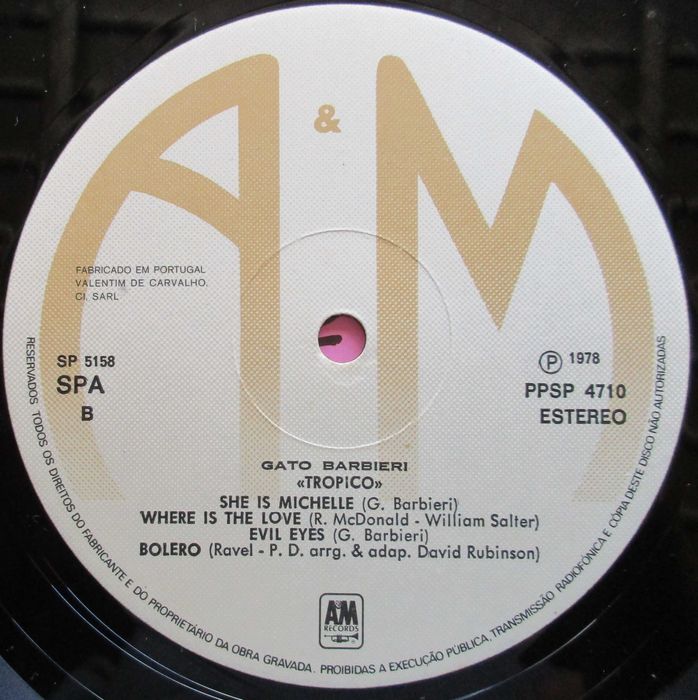 A & M
FABRICADO EM PORTUGAL
VALENTIM DE CARVALHO,
CI, SARL
SP 5158
SPA
B
Ⓟ 1978
PPSP 4710
ESTEREO
GATO BARBIERI
«TROPICO»
SHE IS MICHELLE (G. Barbieri)
WHERE IS THE LOVE (R. McDonald - William Salter)
EVIL EYES (G. Barbieri)
BOLERO (Ravel - P. D. arrg. & adap. David Rubinson)
A&M
RECORDS
RESERVADOS TODOS OS DIREITOS DO FABRICANTE E DO PROPRIETÁRIO DA OBRA GRAVADA. PROIBIDAS A EXECUÇÃO PÚBLICA, TRANSMISSÃO RADIOFÓNICA E CÓPIA DESTE DISCO NÃO AUTORIZADAS